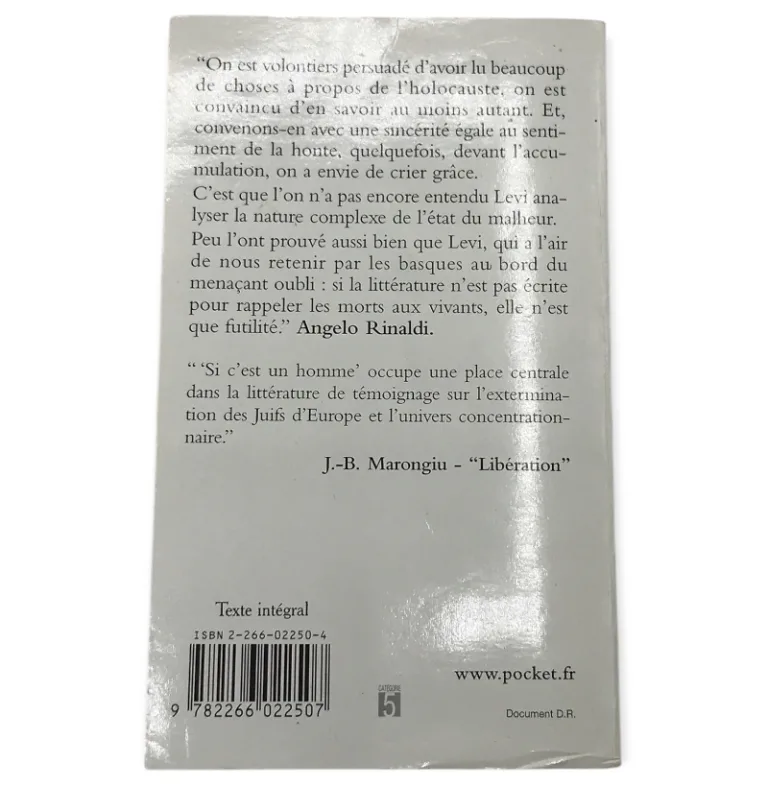 “On est volontiers persuadé d’avoir lu beaucoup
de choses à propos de l’holocauste, on est
convaincu d’en savoir au moins autant. Et,
convenons-en avec une sincérité égale au senti-
ment de la honte, quelquefois, devant l’accu-
mulation, on a envie de crier grâce.
C’est que l’on n’a pas encore entendu Levi ana-
lyser la nature complexe de l’état du malheur.
Peu l’ont prouvé aussi bien que Levi, qui a l’air
de nous retenir par les basques au bord du
menaçant oubli : si la littérature n’est pas écrite
pour rappeler les morts aux vivants, elle n’est
que futilité.” Angelo Rinaldi.
“ ‘Si c’est un homme’ occupe une place centrale
dans la littérature de témoignage sur l’extermina-
tion des Juifs d’Europe et l’univers concentration-
naire.”
J.-B. Marongiu - “Libération”
Texte intégral
ISBN 2-266-02250-4
9 782266 022507
CATÉGORIE
5
www.pocket.fr
Document D.R.